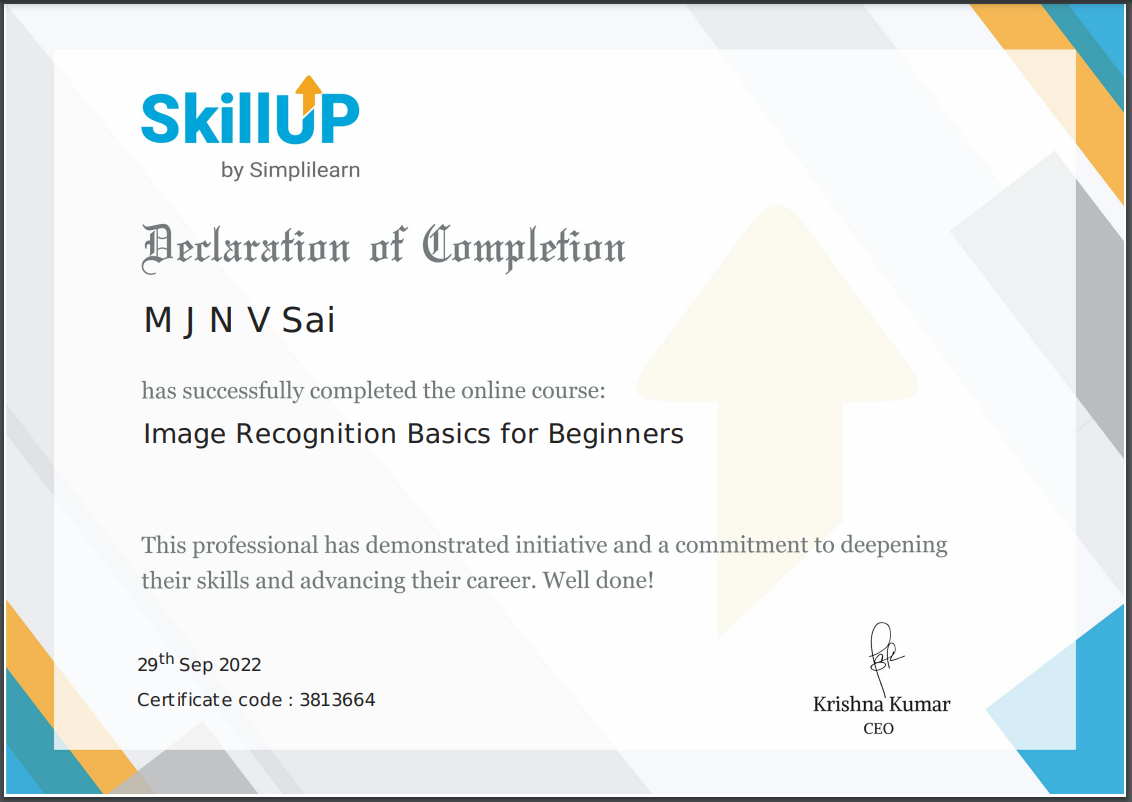 SkillUP
by Simplilearn
Declaration of Completion
M J N V Sai
has successfully completed the online course:
Image Recognition Basics for Beginners
This professional has demonstrated initiative and a commitment to deepening
their skills and advancing their career. Well done!
29th Sep 2022
Certificate code : 3813664
Krishna Kumar
CEO